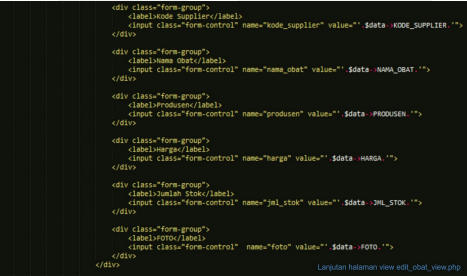 <div class="form-group">
<label>Kode Supplier</label>
<input class="form-control" name="kode_supplier" value="'.$data->KODE_SUPPLIER.'">
</div>
<div class="form-group">
<label>Nama Obat</label>
<input class="form-control" name="nama_obat" value="'.$data->NAMA_OBAT.'">
</div>
<div class="form-group">
<label>Produsen</label>
<input class="form-control" name="produsen" value="'.$data->PRODUSEN.'">
</div>
<div class="form-group">
<label>Harga</label>
<input class="form-control" name="harga" value="'.$data->HARGA.'">
</div>
<div class="form-group">
<label>Jumlah Stok</label>
<input class="form-control" name="jml_stok" value="'.$data->JML_STOK.'">
</div>
<div class="form-group">
<label>FOTO</label>
<input class="form-control"  name="foto" value="'.$data->FOTO.'">
</div>
</div>
Lanjutan halaman view edit_obat_view.php